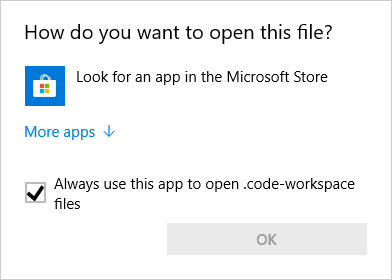 How do you want to open this file?
Look for an app in the Microsoft Store
More apps ↓
Always use this app to open .code-workspace
files
OK